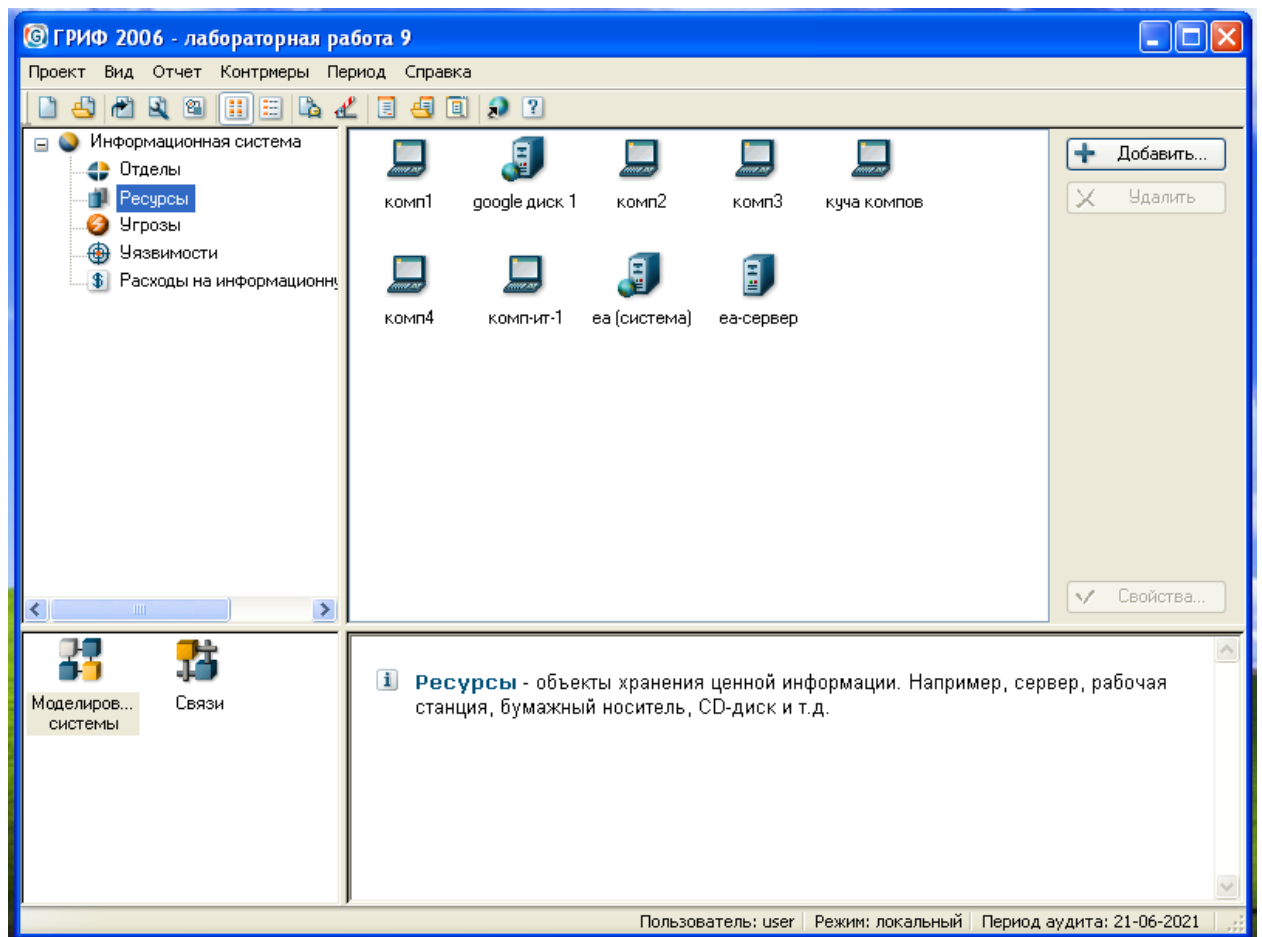 ГРИФ 2006 - лабораторная работа 9
Проект Вид Отчет Контрмеры Период Справка
Информационная система
Отделы
Ресурсы
Угрозы
Уязвимости
Расходы на информационну
комп1 google диск 1 комп2 комп3 куча компов
комп4 комп-ит-1 еа (система) еа-сервер
Добавить...
Удалить
Свойства...
Моделиров...
системы
Связи
Ресурсы - объекты хранения ценной информации. Например, сервер, рабочая
станция, бумажный носитель, CD-диск и т.д.
Пользователь: user Режим: локальный Период аудита: 21-06-2021